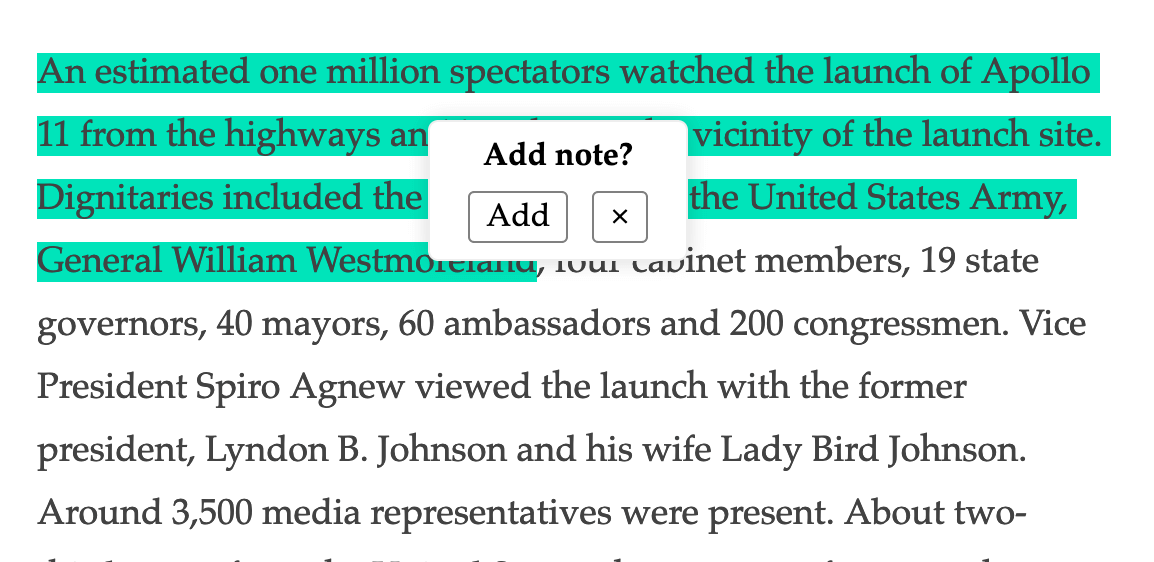 An estimated one million spectators watched the launch of Apollo
11 from the highways an vicinity of the launch site.
Add note?
Dignitaries included the the United States Army,
Add ×
General William Westmoreland, four cabinet members, 19 state
governors, 40 mayors, 60 ambassadors and 200 congressmen. Vice
President Spiro Agnew viewed the launch with the former
president, Lyndon B. Johnson and his wife Lady Bird Johnson.
Around 3,500 media representatives were present. About two-